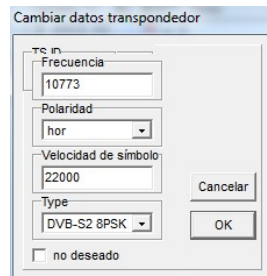 Cambiar datos transpondedor
TS ID
Frecuencia
10773
Polaridad
hor
Velocidad de símbolo
22000
Cancelar
Type
DVB-S2 8PSK
OK
no deseado